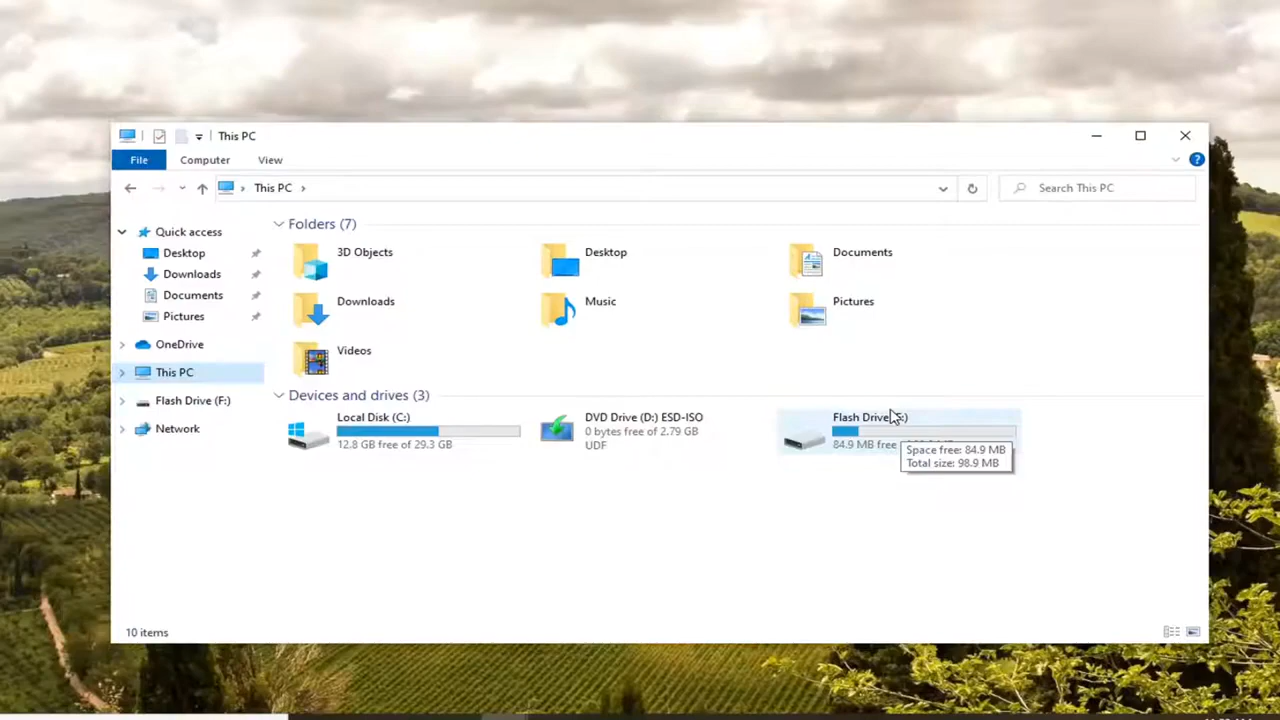 This PC
File Computer View
This PC
Search This PC
Quick access
Desktop
Downloads
Documents
Pictures
OneDrive
This PC
Flash Drive (F:)
Network
Folders (7)
3D Objects
Desktop
Documents
Downloads
Music
Pictures
Videos
Devices and drives (3)
Local Disk (C:)
12.8 GB free of 29.3 GB
DVD Drive (D:) ESD-ISO
0 bytes free of 2.79 GB
UDF
Flash Drive
84.9 MB free
Space free: 84.9 MB
Total size: 98.9 MB
10 items